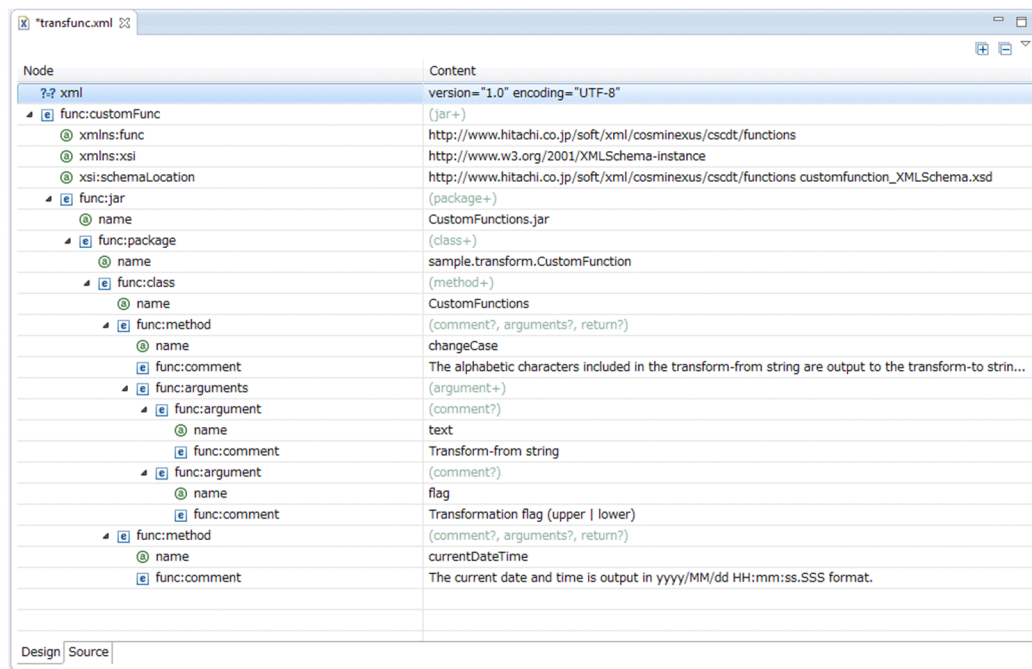 *transfunc.xml
Node Content
?=? xml version="1.0" encoding="UTF-8"
e func:customFunc (jar+)
a xmlns:func http://www.hitachi.co.jp/soft/xml/cosminexus/cscdt/functions
a xmlns:xsi http://www.w3.org/2001/XMLSchema-instance
a xsi:schemaLocation http://www.hitachi.co.jp/soft/xml/cosminexus/cscdt/functions customfunction_XMLSchema.xsd
e func:jar (package+)
a name CustomFunctions.jar
e func:package (class+)
a name sample.transform.CustomFunction
e func:class (method+)
a name CustomFunctions
e func:method (comment?, arguments?, return?)
a name changeCase
e func:comment The alphabetic characters included in the transform-from string are output to the transform-to strin...
e func:arguments (argument+)
e func:argument (comment?)
a name text
e func:comment Transform-from string
e func:argument (comment?)
a name flag
e func:comment Transformation flag (upper | lower)
e func:method (comment?, arguments?, return?)
a name currentDateTime
e func:comment The current date and time is output in yyyy/MM/dd HH:mm:ss.SSS format.
Design Source